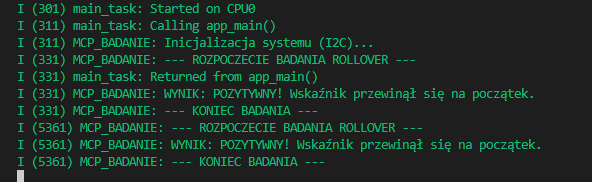 I (301) main_task: Started on CPU0
I (311) main_task: Calling app_main()
I (311) MCP_BADANIE: Inicjalizacja systemu (I2C)...
I (331) MCP_BADANIE: --- ROZPOCZECIE BADANIA ROLLOVER ---
I (331) main_task: Returned from app_main()
I (331) MCP_BADANIE: WYNIK: POZYTYWNY! Wskaźnik przewinął się na początek.
I (331) MCP_BADANIE: --- KONIEC BADANIA ---
I (5361) MCP_BADANIE: --- ROZPOCZECIE BADANIA ROLLOVER ---
I (5361) MCP_BADANIE: WYNIK: POZYTYWNY! Wskaźnik przewinął się na początek.
I (5361) MCP_BADANIE: --- KONIEC BADANIA ---